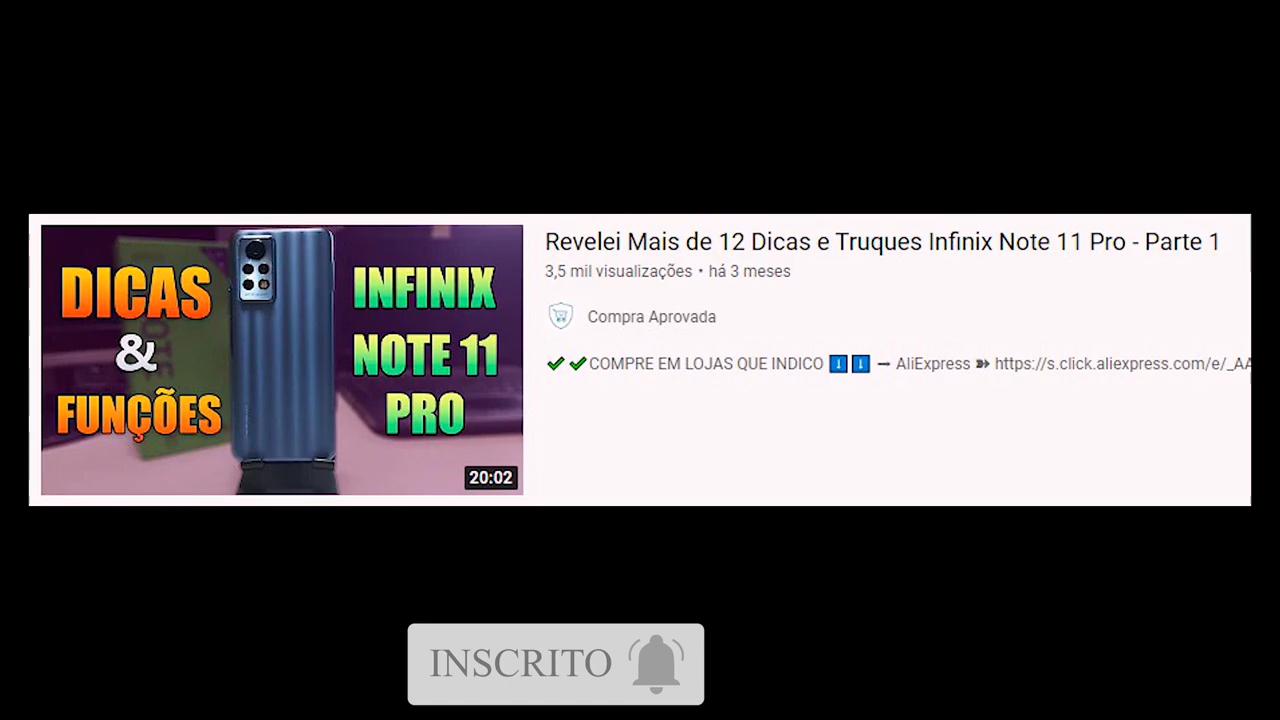 DICAS
&
FUNÇÕES
INFINIX
NOTE 11
PRO
20:02
Revelei Mais de 12 Dicas e Truques Infinix Note 11 Pro - Parte 1
3,5 mil visualizações • há 3 meses
Compra Aprovada
✔ ✔COMPRE EM LOJAS QUE INDICO ⬇️⬇️ ➞ AliExpress ➽ https://s.click.aliexpress.com/e/_AA
INSCRITO